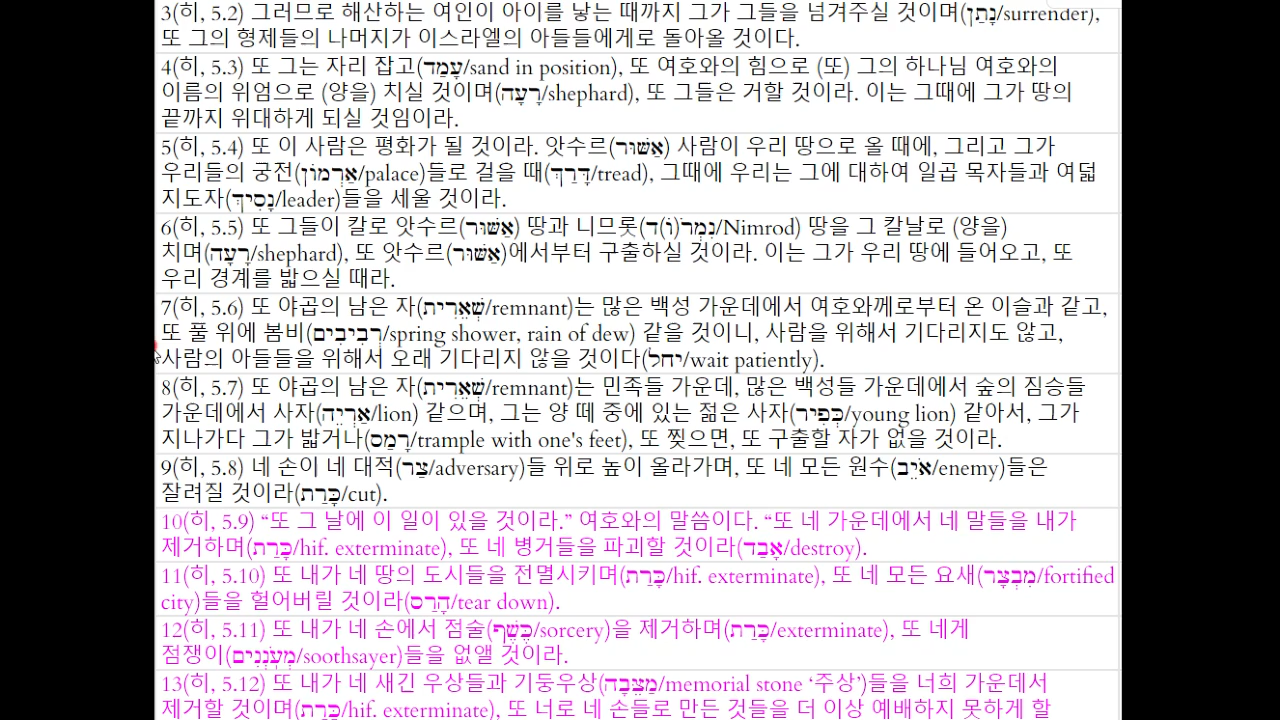 3(히, 5.2) 그러므로 해산하는 여인이 아이를 낳는 때까지 그가 그들을 넘겨주실 것이며(נָתַן/surrender),
또 그의 형제들의 나머지가 이스라엘의 아들들에게로 돌아올 것이다.
4(히, 5.3) 또 그는 자리 잡고(עָמַד/sand in position), 또 여호와의 힘으로 (또) 그의 하나님 여호와의
이름의 위엄으로 (양을) 치실 것이며(רָעָה/shephard), 또 그들은 거할 것이라. 이는 그때에 그가 땅의
끝까지 위대하게 되실 것임이라.
5(히, 5.4) 또 이 사람은 평화가 될 것이라. 앗수르(אַשּׁוּר) 사람이 우리 땅으로 올 때에, 그리고 그가
우리들의 궁전(אַרְמוֹן/palace)들로 걸을 때(דָּרַךְ/tread), 그때에 우리는 그에 대하여 일곱 목자들과 여덟
지도자(נָסִיךְ/leader)들을 세울 것이라.
6(히, 5.5) 또 그들이 칼로 앗수르(אַשּׁוּר) 땅과 니므롯(נִמְרֹ(וֹ)ד/Nimrod) 땅을 그 칼날로 (양을)
치며(רָעָה/shephard), 또 앗수르(אַשּׁוּר)에서부터 구출하실 것이라. 이는 그가 우리 땅에 들어오고, 또
우리 경계를 밟으실 때라.
7(히, 5.6) 또 야곱의 남은 자(שְׁאֵרִית/remnant)는 많은 백성 가운데에서 여호와께로부터 온 이슬과 같고,
또 풀 위에 봄비(רְבִיבִים/spring shower, rain of dew) 같을 것이니, 사람을 위해서 기다리지도 않고,
사람의 아들들을 위해서 오래 기다리지 않을 것이다(יחל/wait patiently).
8(히, 5.7) 또 야곱의 남은 자(שְׁאֵרִית/remnant)는 민족들 가운데, 많은 백성들 가운데에서 숲의 짐승들
가운데에서 사자(אַרְיֵה/lion) 같으며, 그는 양 떼 중에 있는 젊은 사자(כְּפִיר/young lion) 같아서, 그가
지나가다 그가 밟거나(רָמַס/trample with one's feet), 또 찢으면, 또 구출할 자가 없을 것이라.
9(히, 5.8) 네 손이 네 대적(צַר/adversary)들 위로 높이 올라가며, 또 네 모든 원수(אֹיֵב/enemy)들은
잘려질 것이라(כָּרַת/cut).
10(히, 5.9) “또 그 날에 이 일이 있을 것이라.” 여호와의 말씀이다. “또 네 가운데에서 네 말들을 내가
제거하며(כָּרַת/hif. exterminate), 또 네 병거들을 파괴할 것이라(אָבַד/destroy).
11(히, 5.10) 또 내가 네 땅의 도시들을 전멸시키며(כָּרַת/hif. exterminate), 또 네 모든 요새(מִבְצָר/fortified
city)들을 헐어버릴 것이라(הָרַס/tear down).
12(히, 5.11) 또 내가 네 손에서 점술(כֶּשֶׁף/sorcery)을 제거하며(כָּרַת/exterminate), 또 네게
점쟁이(מְעֹנְנִים/soothsayer)들을 없앨 것이라.
13(히, 5.12) 또 내가 네 새긴 우상들과 기둥우상(מַצֵּבָה/memorial stone ‘주상’)들을 너희 가운데서
제거할 것이며(כָּרַת/hif. exterminate), 또 너로 네 손들로 만든 것들을 더 이상 예배하지 못하게 할